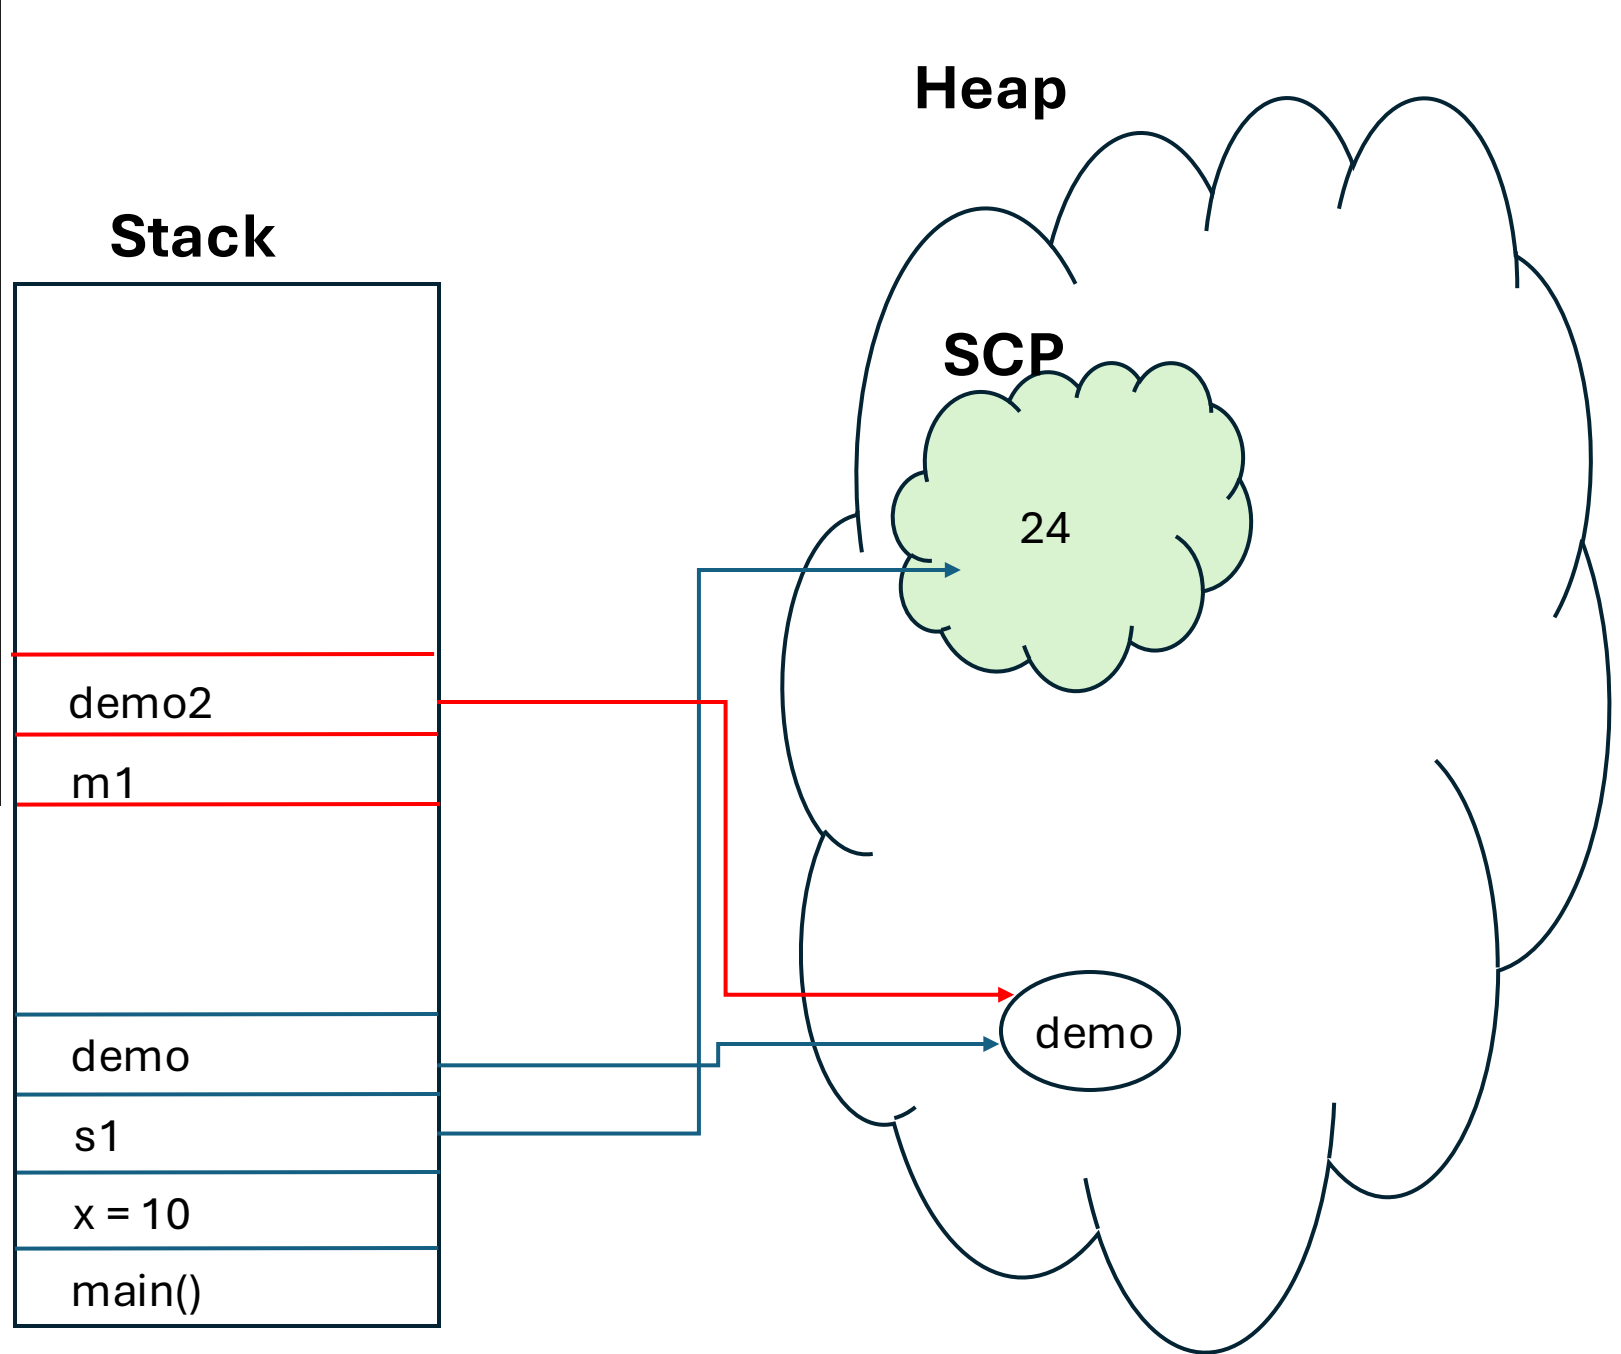 Heap
Stack
SCP
24
demo2
m1
demo
demo
s1
x = 10
main()